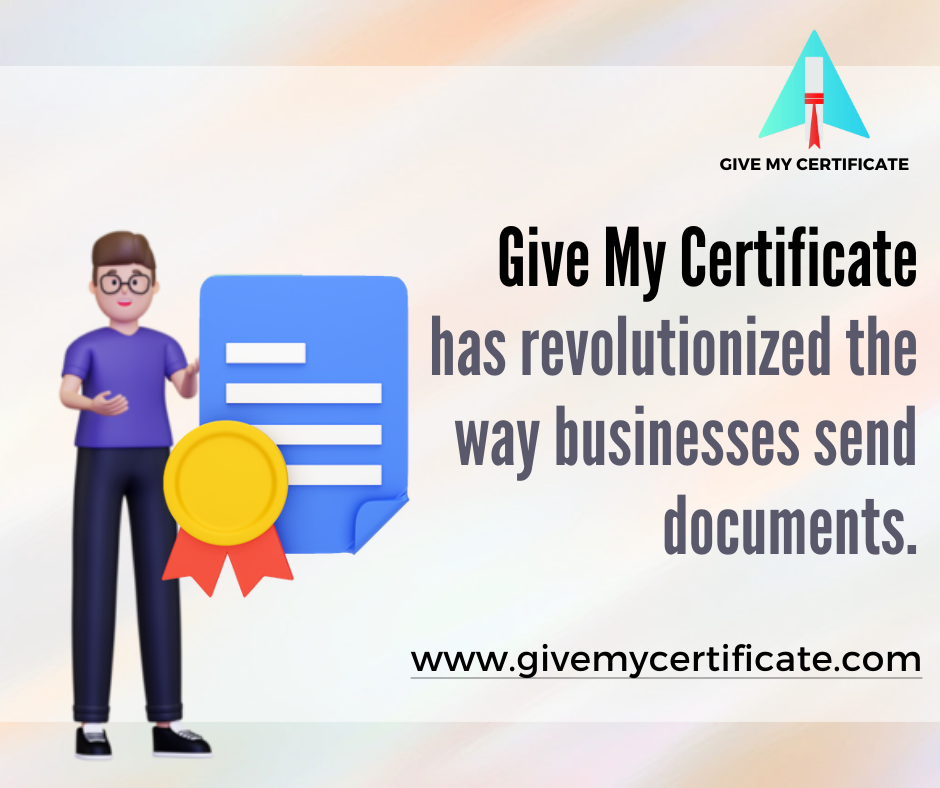 GIVE MY CERTIFICATE
Give My Certificate
has revolutionized the
way businesses send
documents.
www.givemycertificate.com